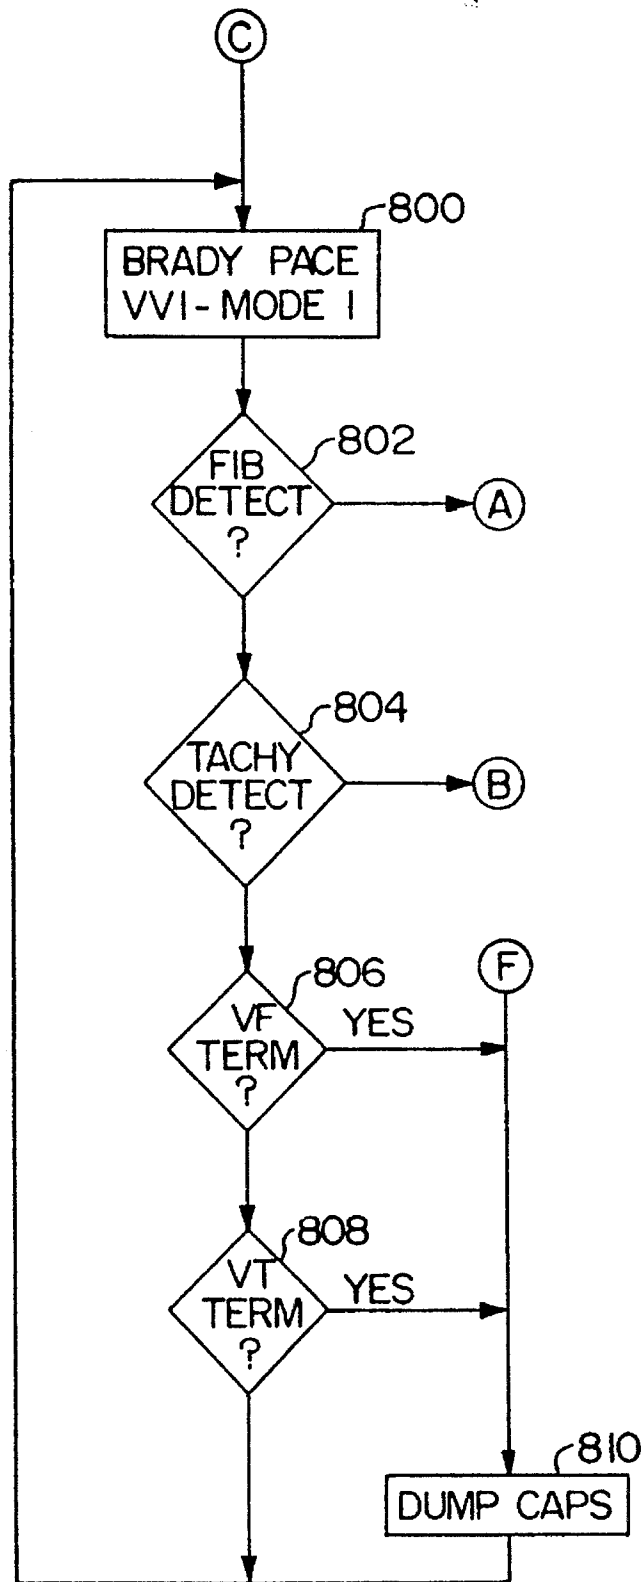 C
800
BRADY PACE
VVI-MODE 1
802
FIB
DETECT
?
A
804
TACHY
DETECT
?
B
806
F
VF
TERM
?
YES
808
VT
TERM
?
YES
810
DUMP CAPS